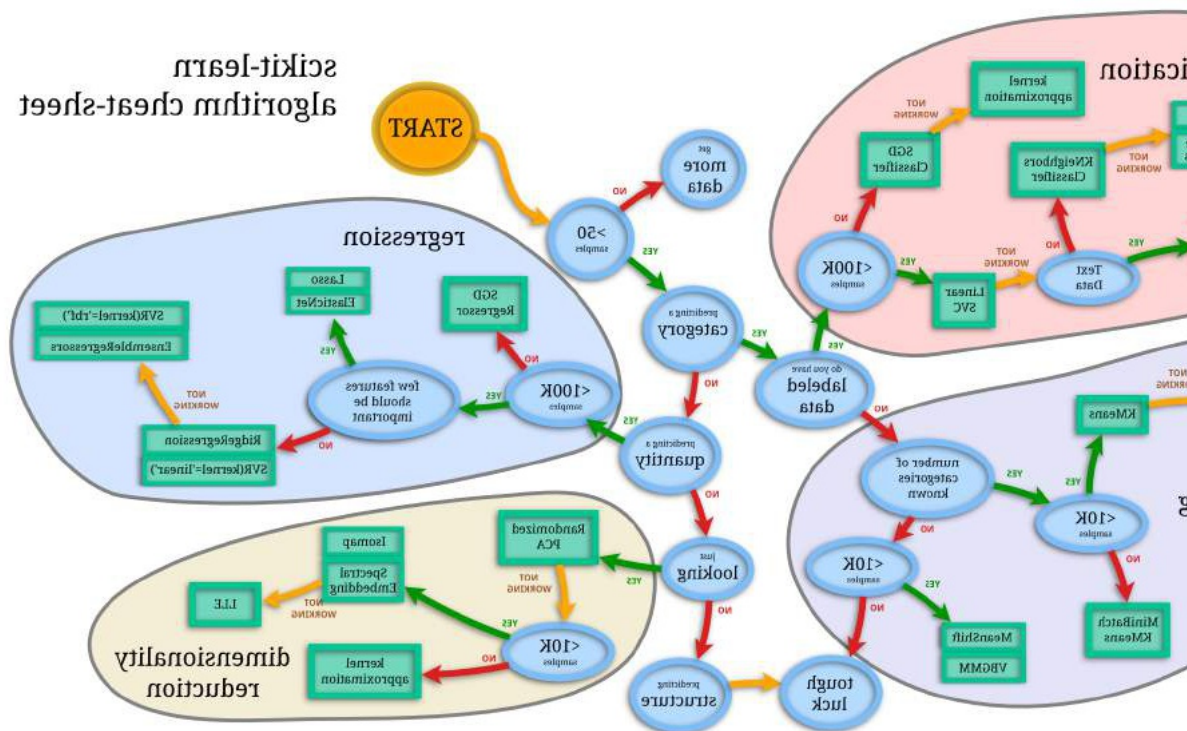 scikit-learn
algorithm cheat-sheet
START
get
more
data
NO
>50
samples
YES
predicting a
category
YES
NO
do you have
labeled
data
YES
NO
predicting a
quantity
YES
NO
just
looking
YES
NO
predicting
structure
tough
luck
ication
kernel
approximation
NOT
WORKING
SGD
Classifier
KNeighbors
Classifier
NOT
WORKING
NO
<100K
samples
YES
Linear
SVC
NOT
WORKING
NO
Text
Data
YES
regression
SGD
Regressor
NO
<100K
samples
YES
few features
should be
important
YES
NO
Lasso
ElasticNet
SVR(kernel='rbf')
EnsembleRegressors
NOT
WORKING
RidgeRegression
SVR(kernel='linear')
g
number of
categories
known
YES
NO
<10K
samples
YES
NO
KMeans
NOT
WORKING
MiniBatch
KMeans
<10K
samples
YES
NO
MeanShift
VBGMM
dimensionality
reduction
Randomized
PCA
NOT
WORKING
<10K
samples
YES
NO
Isomap
Spectral
Embedding
NOT
WORKING
LLE
kernel
approximation